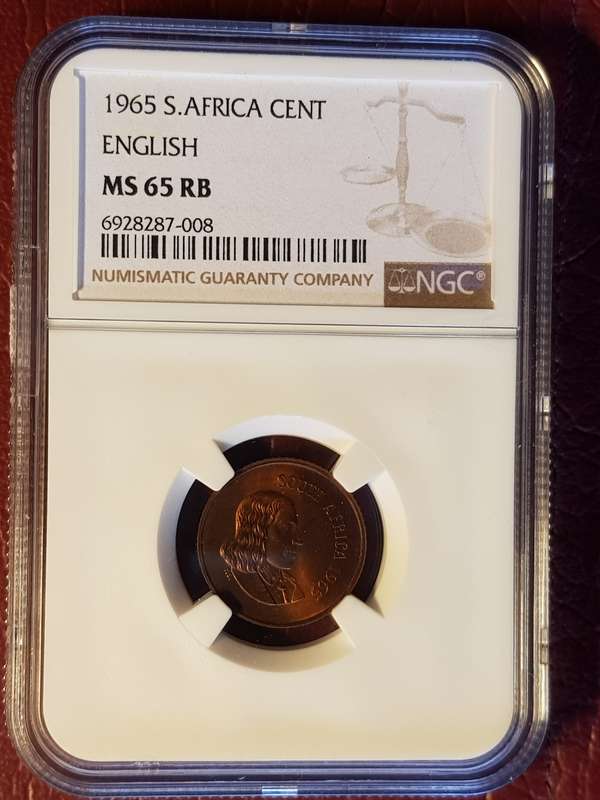 1965 S.AFRICA CENT
ENGLISH
MS 65 RB
6928287-008
NUMISMATIC GUARANTY COMPANY
NGC®
SOUTH AFRICA 1965